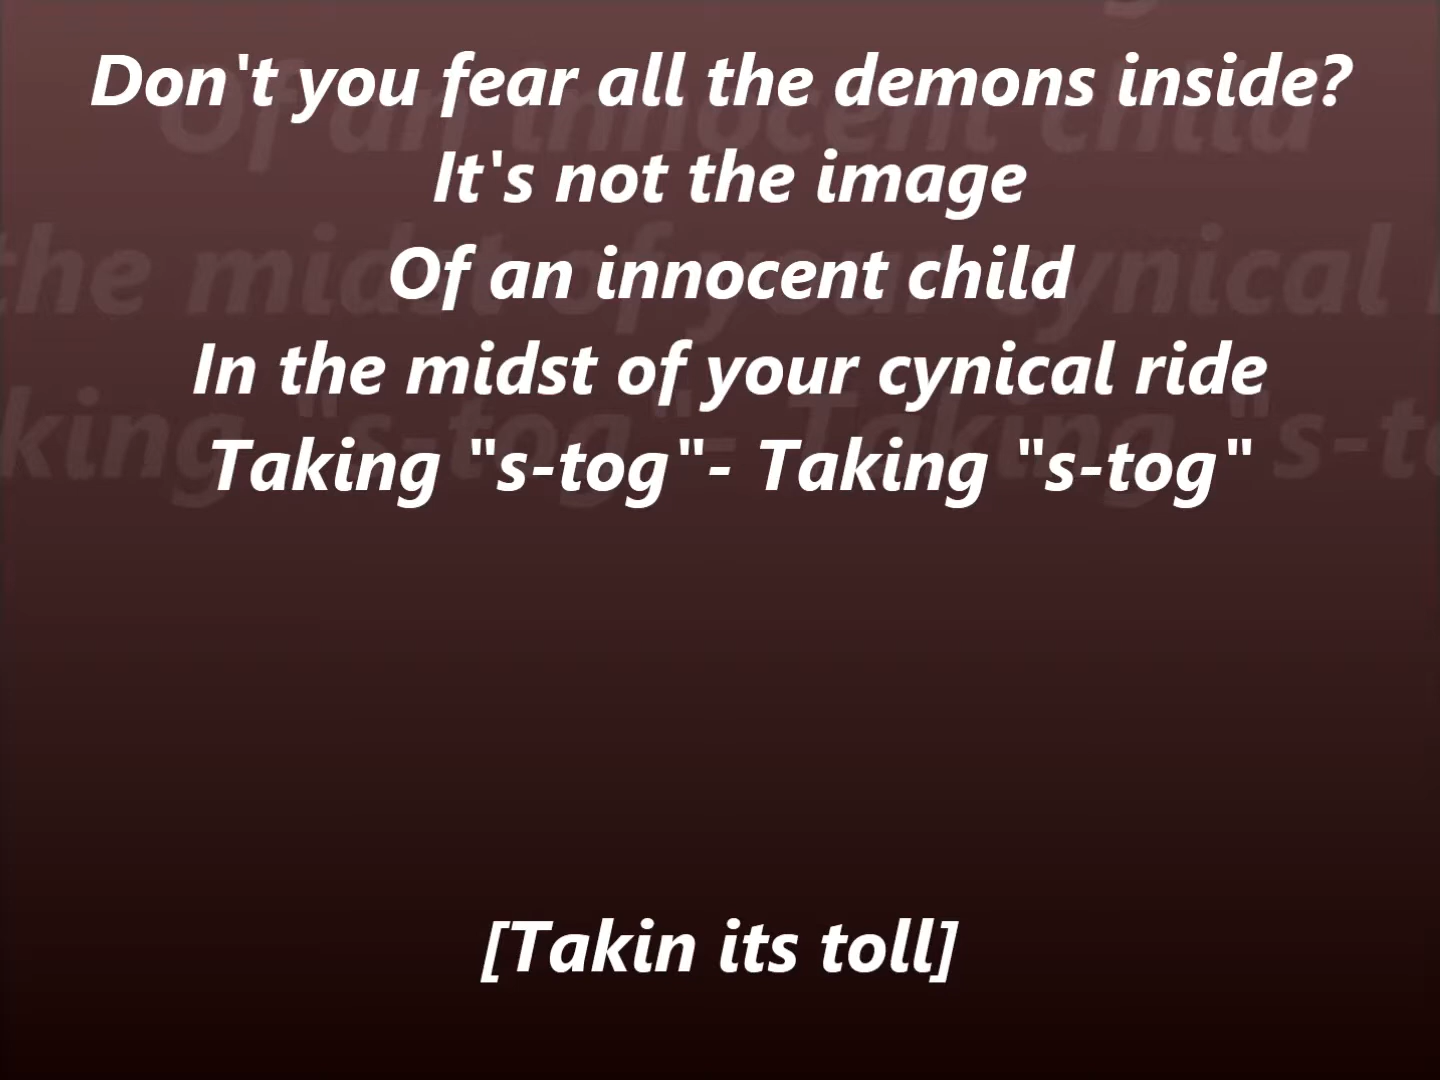 Don't you fear all the demons inside?
It's not the image
Of an innocent child
In the midst of your cynical ride
Taking "s-tog"- Taking "s-tog"
[Takin its toll]